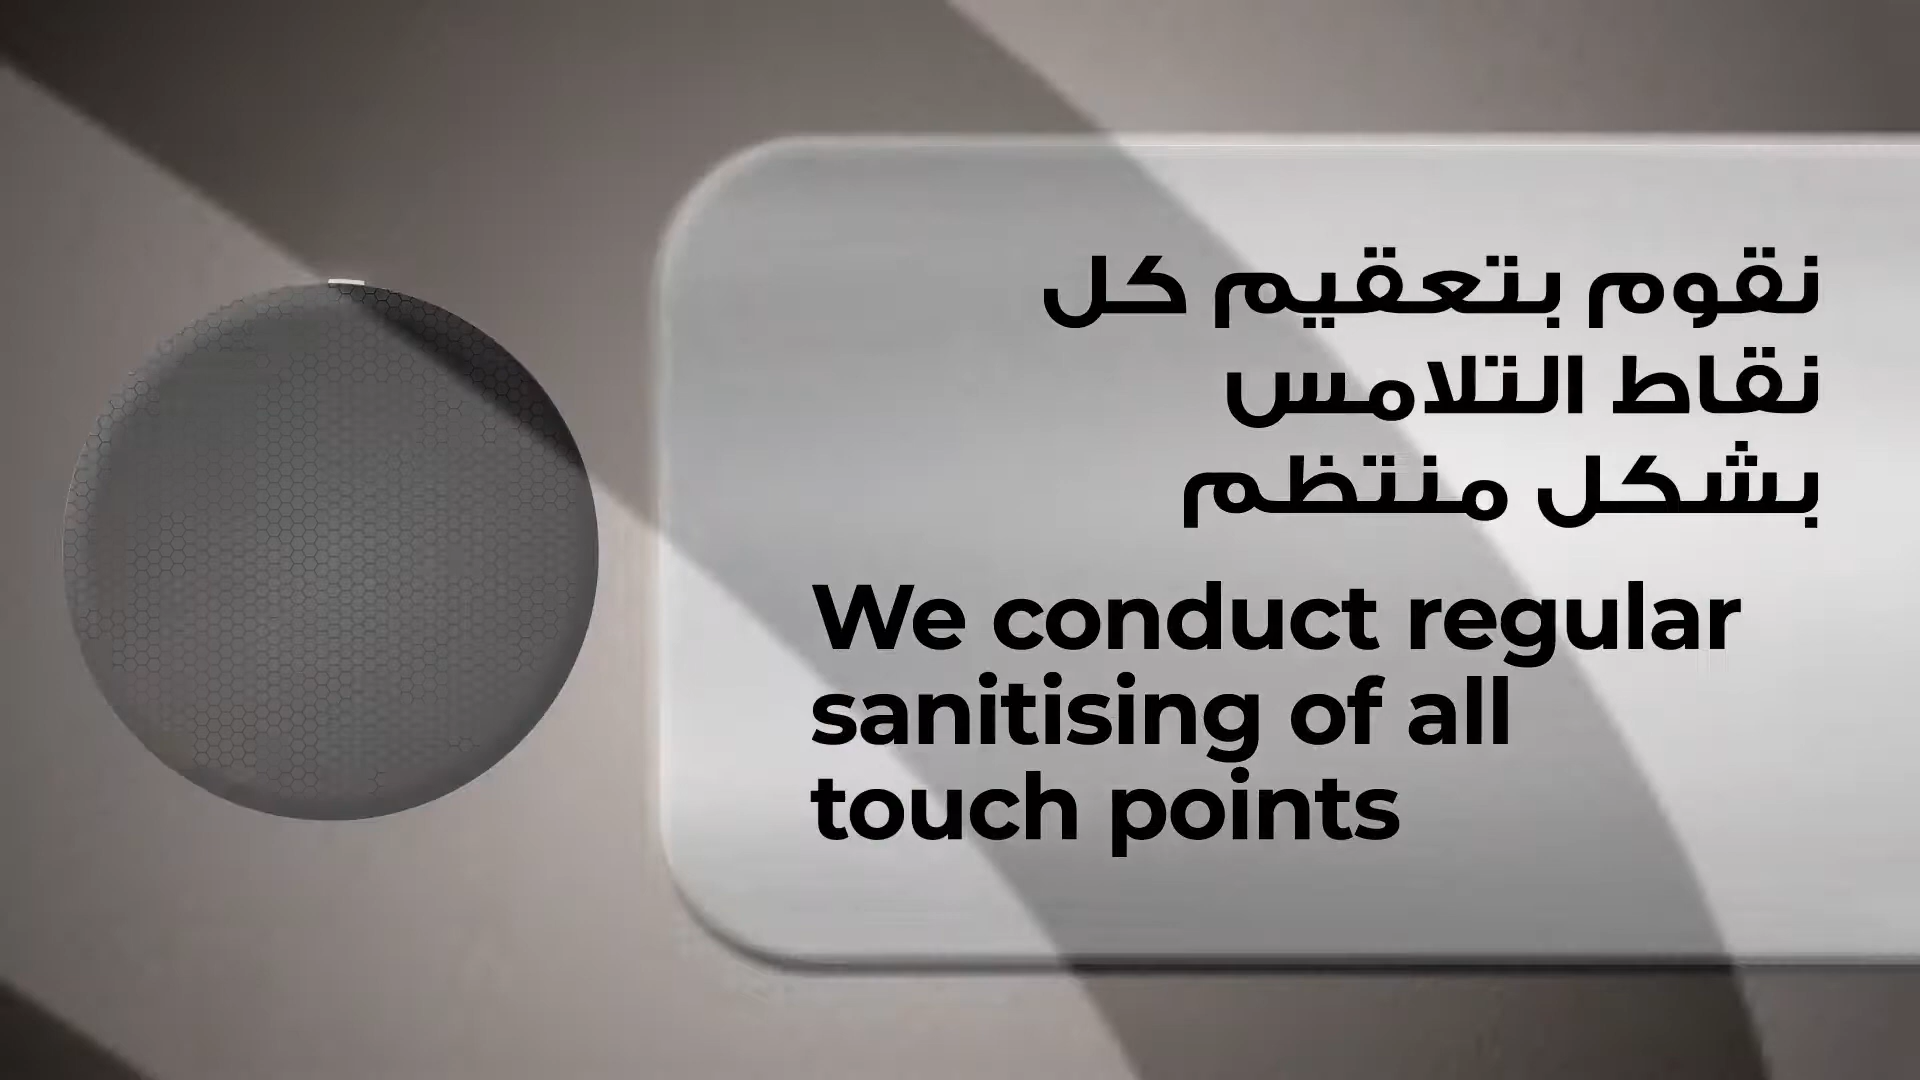 نقوم بتعقيم كل
نقاط التلامس
بشكل منتظم
We conduct regular
sanitising of all
touch points